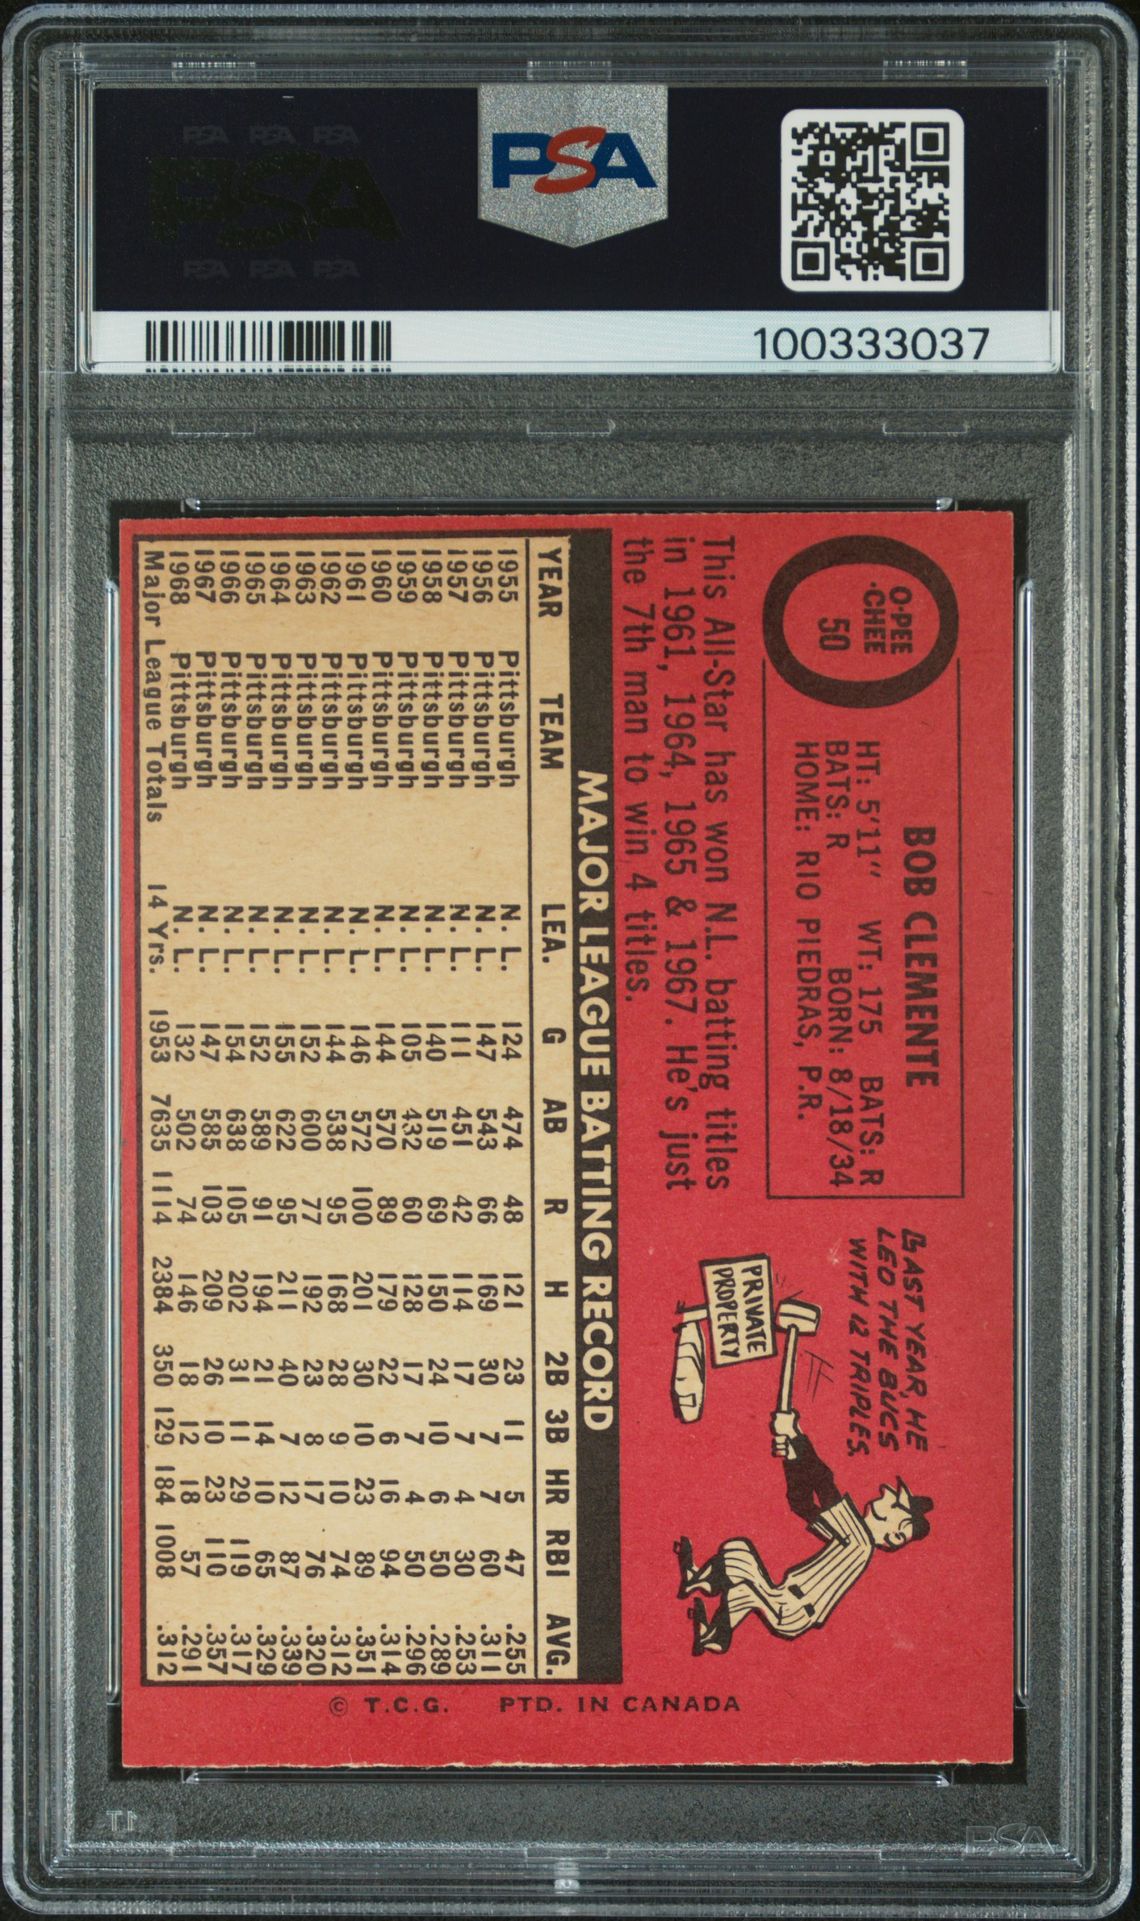 PSA PSA PSA
PSA
PSA PSA PSA
PSA
100333037
O-PEE
-CHEE
50
BOB CLEMENTE
HT: 5'11" WT: 175 BATS: R
BATS: R BORN: 8/18/34
HOME: RIO PIEDRAS, P.R.
This All-Star has won N.L. batting titles
in 1961, 1964, 1965 & 1967. He's just
the 7th man to win 4 titles.
LAST YEAR, HE
LED THE BUCS
WITH 12 TRIPLES.
PRIVATE
PROPERTY
MAJOR LEAGUE BATTING RECORD
YEAR TEAM LEA. G AB R H 2B 3B HR RBI AVG.
1955 Pittsburgh N. L. 124 474 48 121 23 11 5 47 .255
1956 Pittsburgh N. L. 147 543 66 169 30 7 7 60 .311
1957 Pittsburgh N. L. 111 451 42 114 17 7 4 30 .253
1958 Pittsburgh N. L. 140 519 69 150 24 10 6 50 .289
1959 Pittsburgh N. L. 105 432 60 128 17 7 4 50 .296
1960 Pittsburgh N. L. 144 570 89 179 22 6 16 94 .314
1961 Pittsburgh N. L. 146 572 100 201 30 10 23 89 .351
1962 Pittsburgh N. L. 144 538 95 168 28 9 10 74 .312
1963 Pittsburgh N. L. 152 600 77 192 23 8 17 76 .320
1964 Pittsburgh N. L. 155 622 95 211 40 7 12 87 .339
1965 Pittsburgh N. L. 152 589 91 194 21 14 10 65 .329
1966 Pittsburgh N. L. 154 638 105 202 31 11 29 119 .317
1967 Pittsburgh N. L. 147 585 103 209 26 10 23 110 .357
1968 Pittsburgh N. L. 132 502 74 146 18 12 18 57 .291
Major League Totals 14 Yrs. 1953 7635 1114 2384 350 129 184 1008 .312
© T.C.G. PTD. IN CANADA
PSA